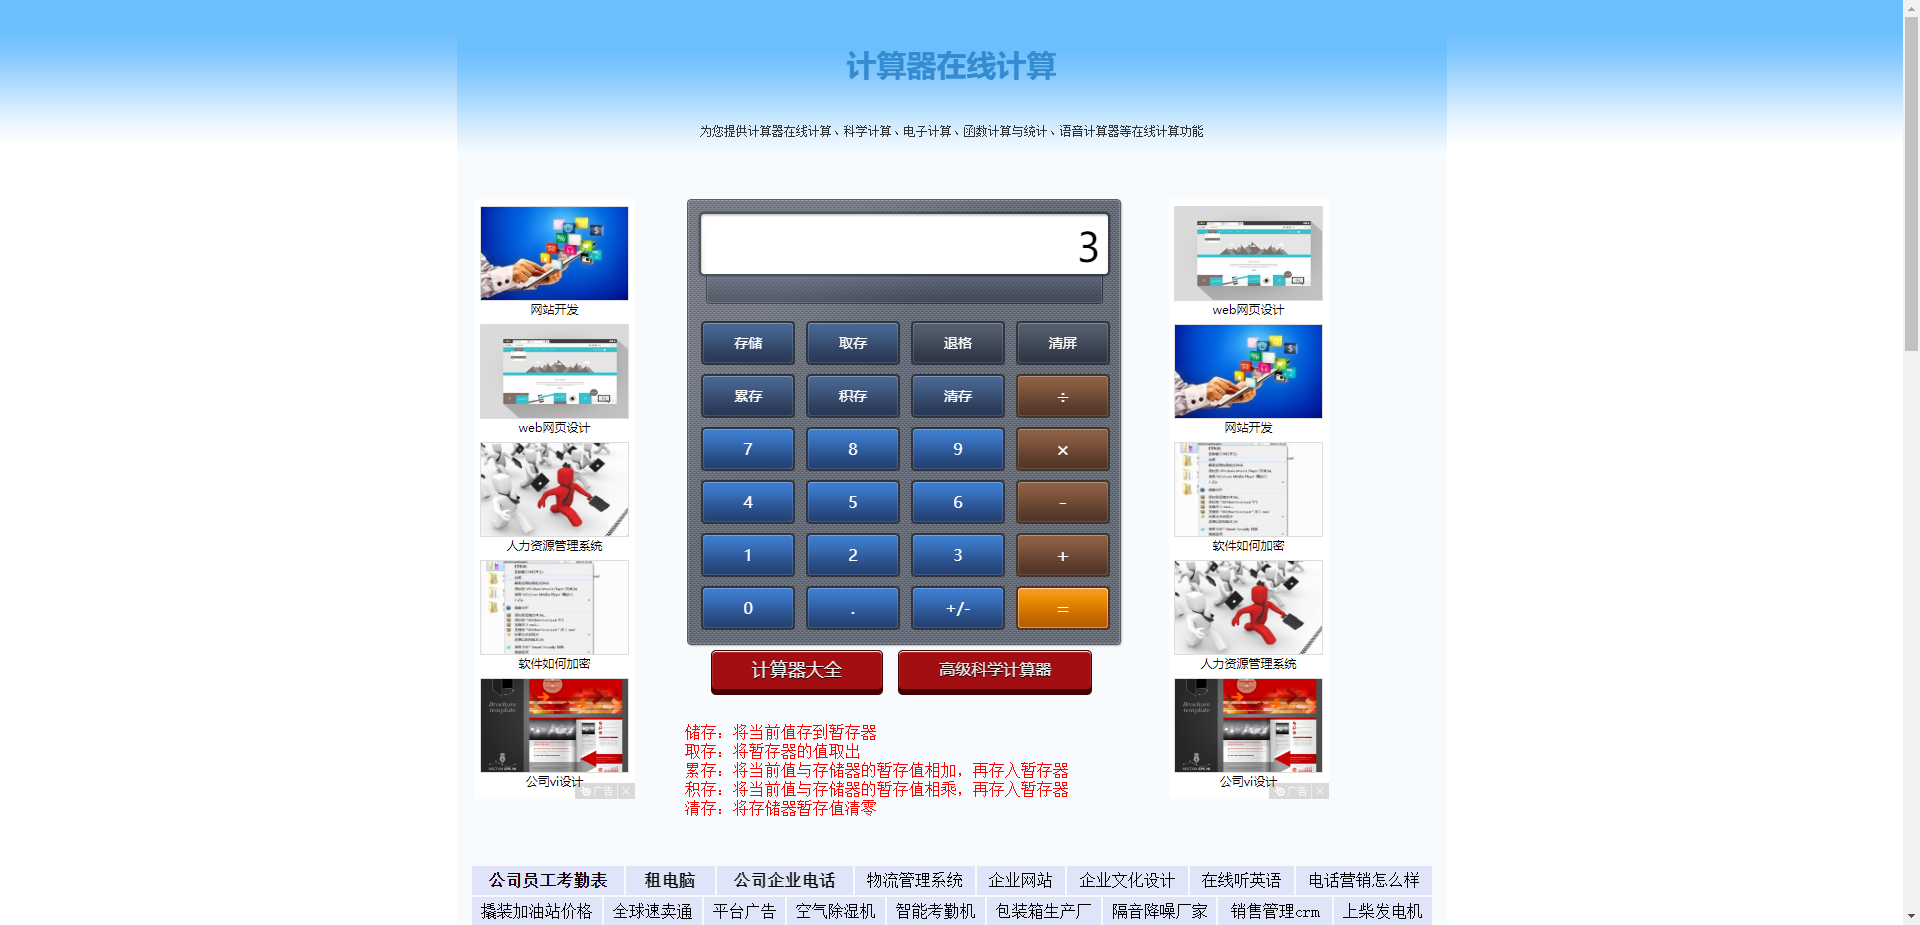 计算器在线计算
为您提供计算器在线计算、科学计算、电子计算、函数计算与统计、语音计算器等在线计算功能
网站开发
web网页设计
人力资源管理系统
软件如何加密
公司vi设计
广告
3
存储 取存 退格 清屏
累存 积存 清存 ÷
7 8 9 ×
4 5 6 -
1 2 3 +
0 . +/- =
计算器大全 高级科学计算器
储存：将当前值存到暂存器
取存：将暂存器的值取出
累存：将当前值与存储器的暂存值相加，再存入暂存器
积存：将当前值与存储器的暂存值相乘，再存入暂存器
清存：将存储器暂存值清零
web网页设计
网站开发
软件如何加密
人力资源管理系统
公司vi设计
广告
公司员工考勤表 租电脑 公司企业电话 物流管理系统 企业网站 企业文化设计 在线听英语 电话营销怎么样
撬装加油站价格 全球速卖通 平台广告 空气除湿机 智能考勤机 包装箱生产厂 隔音降噪厂家 销售管理crm 上柴发电机